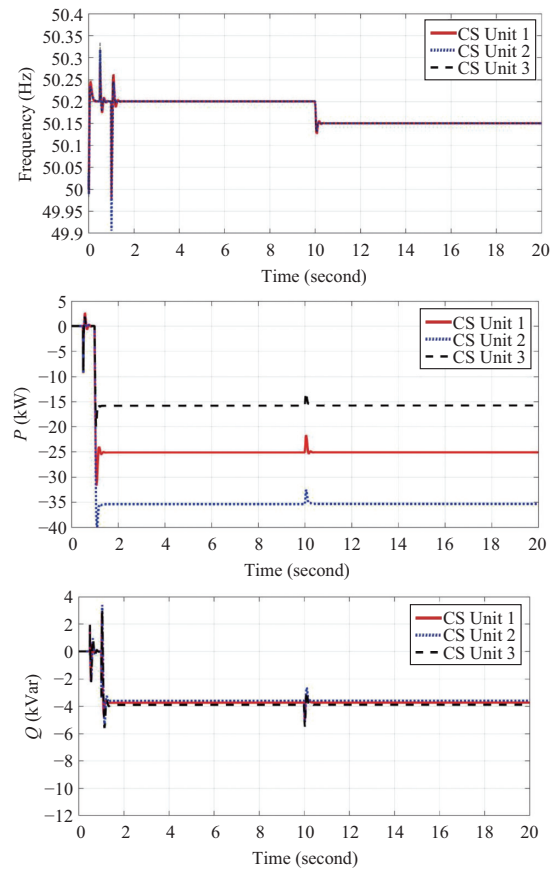 50.4
50.35
50.3
50.25
50.2
50.15
50.1
50.05
50
49.95
49.9
Frequency (Hz)
CS Unit 1
CS Unit 2
CS Unit 3
0 2 4 6 8 10 12 14 16 18 20
Time (second)
5
0
−5
−10
−15
−20
−25
−30
−35
−40
P (kW)
CS Unit 1
CS Unit 2
CS Unit 3
0 2 4 6 8 10 12 14 16 18 20
Time (second)
4
2
0
−2
−4
−6
−8
−10
−12
Q (kVar)
CS Unit 1
CS Unit 2
CS Unit 3
0 2 4 6 8 10 12 14 16 18 20
Time (second)